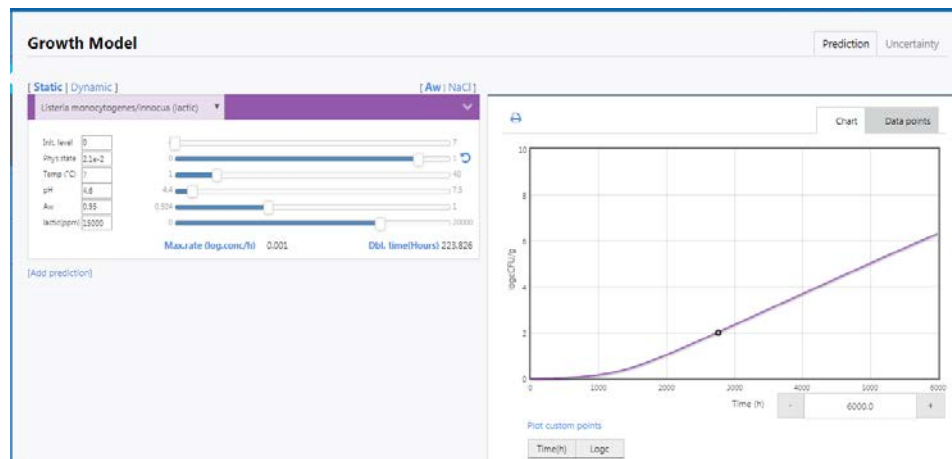 Growth Model
Prediction Uncertainty
[ Static | Dynamic ] [ Aw | NaCl ]
Listeria monocytogenes/innocua (lactic)
Init. level 0 7
Phys.state 2.1e-2 0 1
Temp (°C) 7 1 40
pH 4.6 4.4 7.5
Aw 0.95 0.934 1
lactic(ppm) 15000 0 20000
Max.rate (log.conc/h) 0.001 Dbl. time(Hours) 223.826
[Add prediction]
Chart Data points
10
8
6
4
2
0
logcCFU/g
0 1000 2000 3000 4000 5000 6000
Time (h) - 6000.0 +
Plot custom points
Time(h) Logc